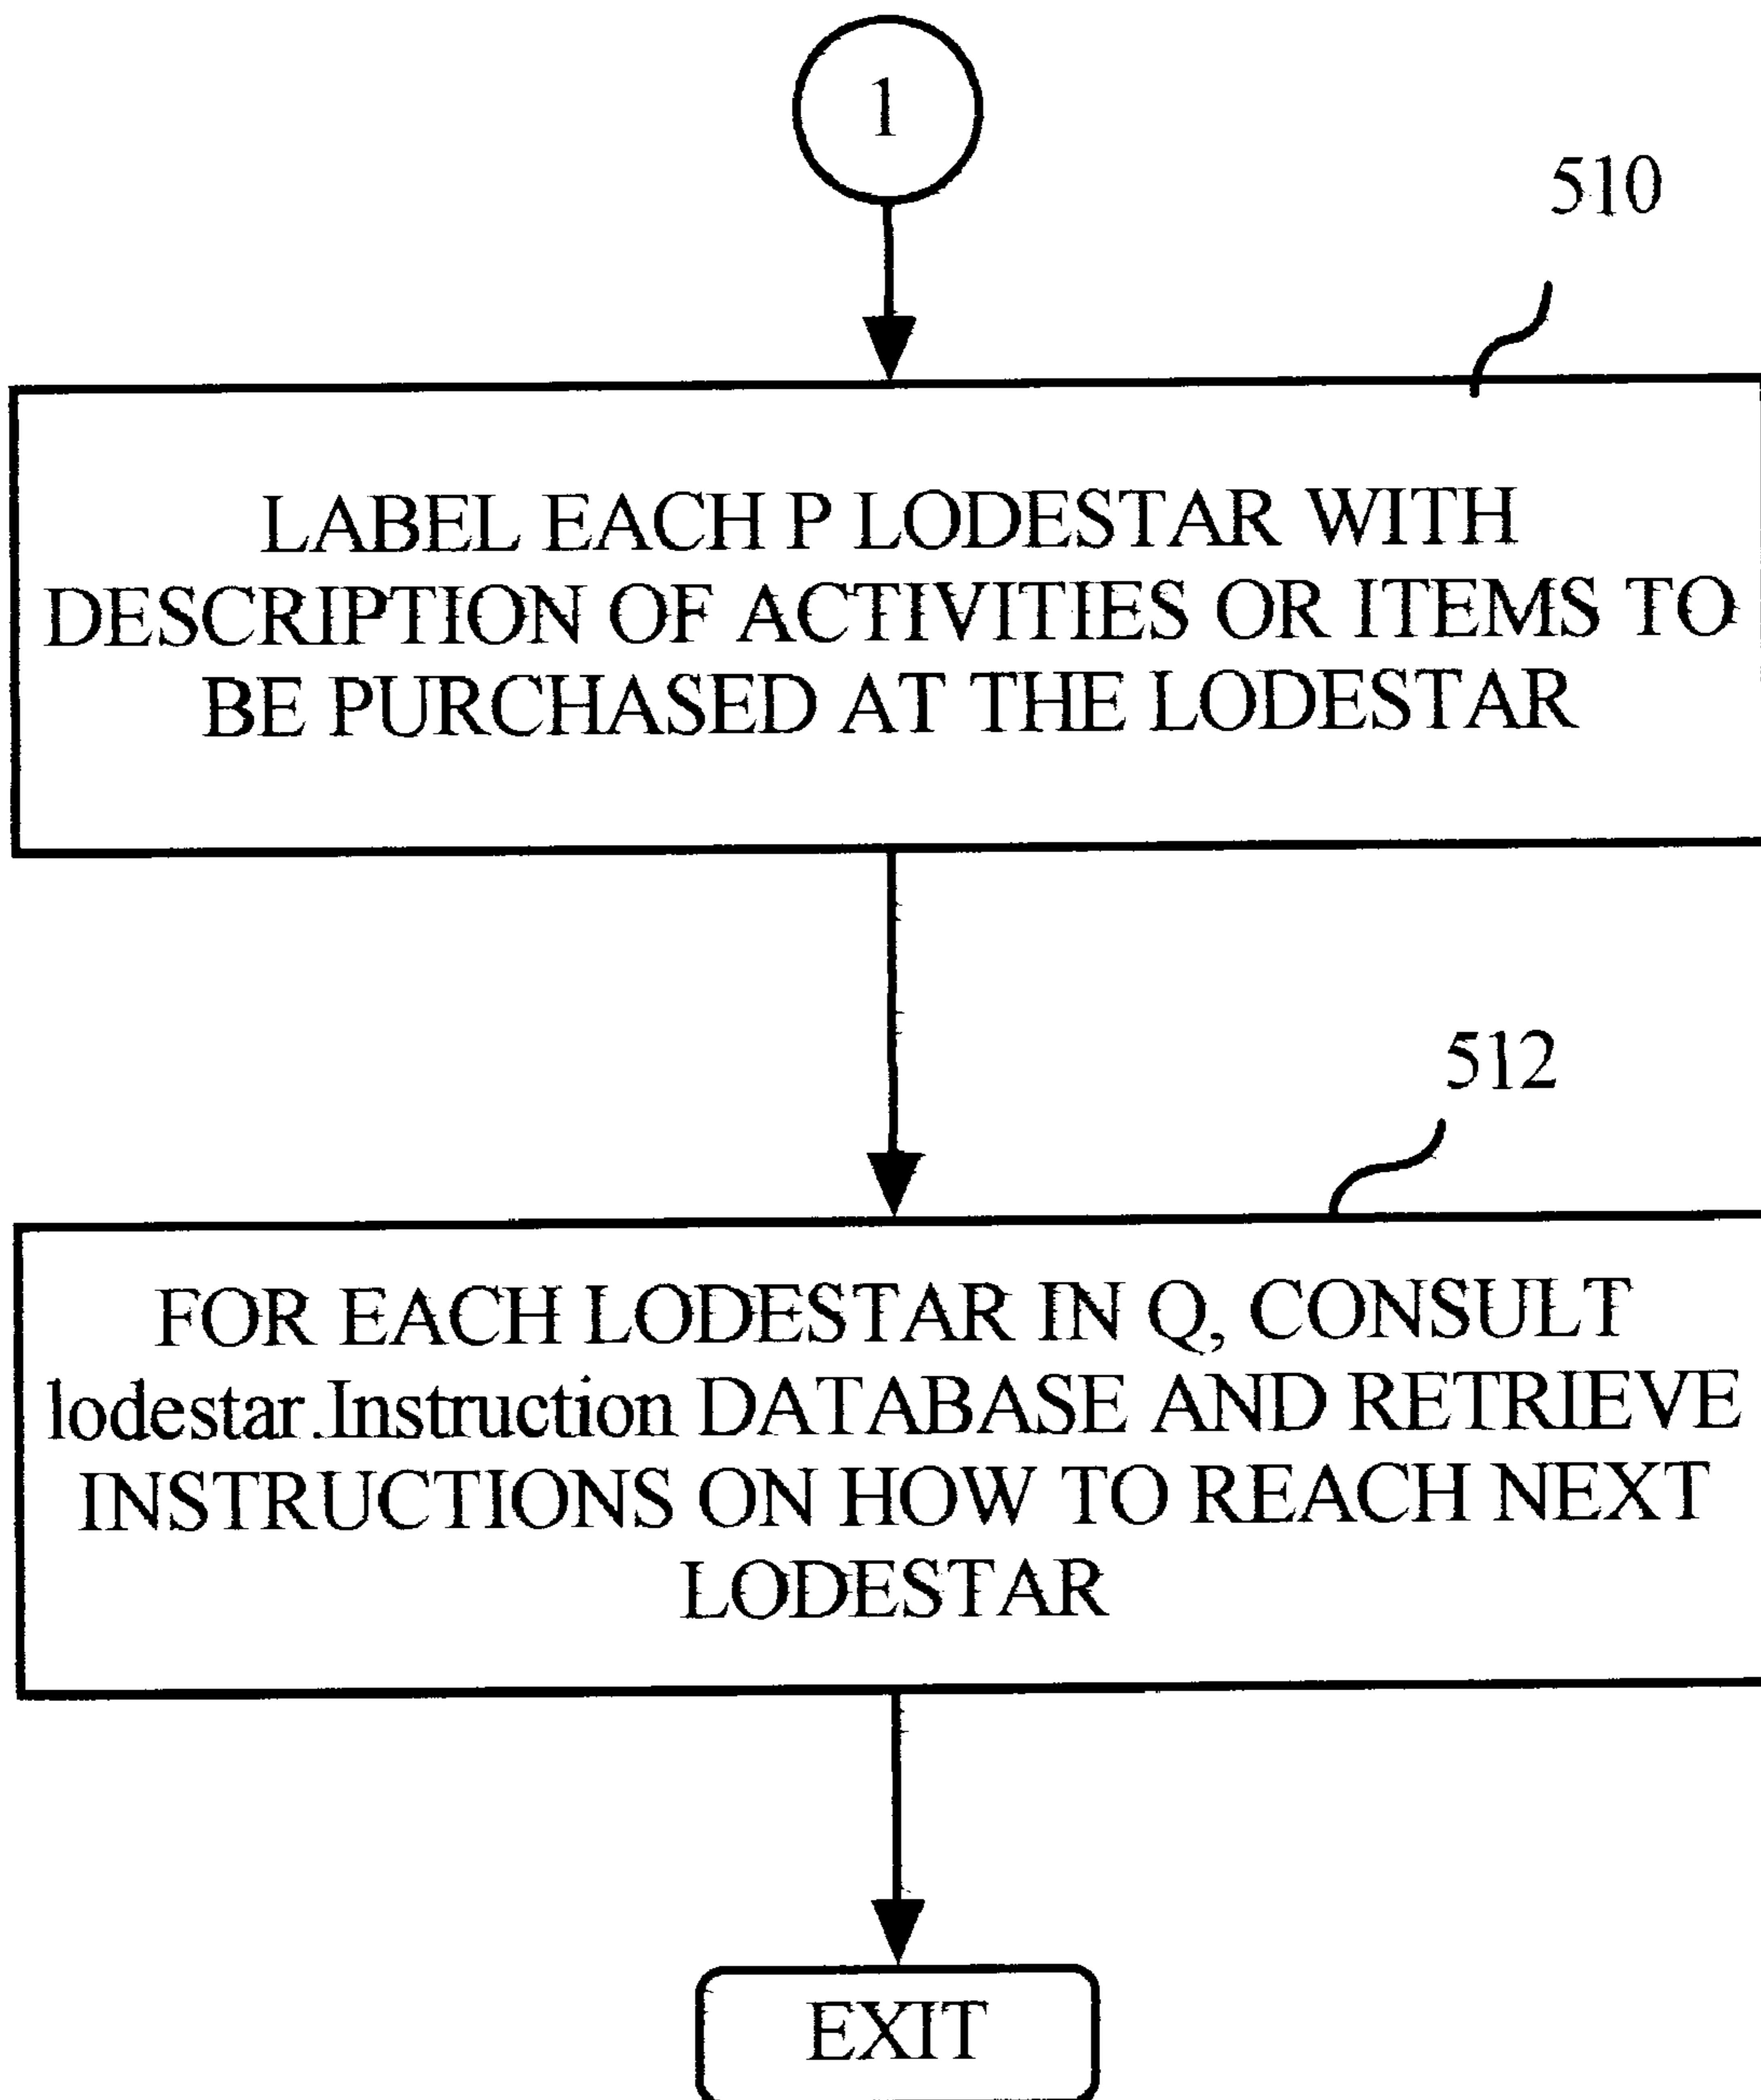 1
510
LABEL EACH P LODESTAR WITH
DESCRIPTION OF ACTIVITIES OR ITEMS TO
BE PURCHASED AT THE LODESTAR
512
FOR EACH LODESTAR IN Q, CONSULT
lodestar.Instruction DATABASE AND RETRIEVE
INSTRUCTIONS ON HOW TO REACH NEXT
LODESTAR
EXIT